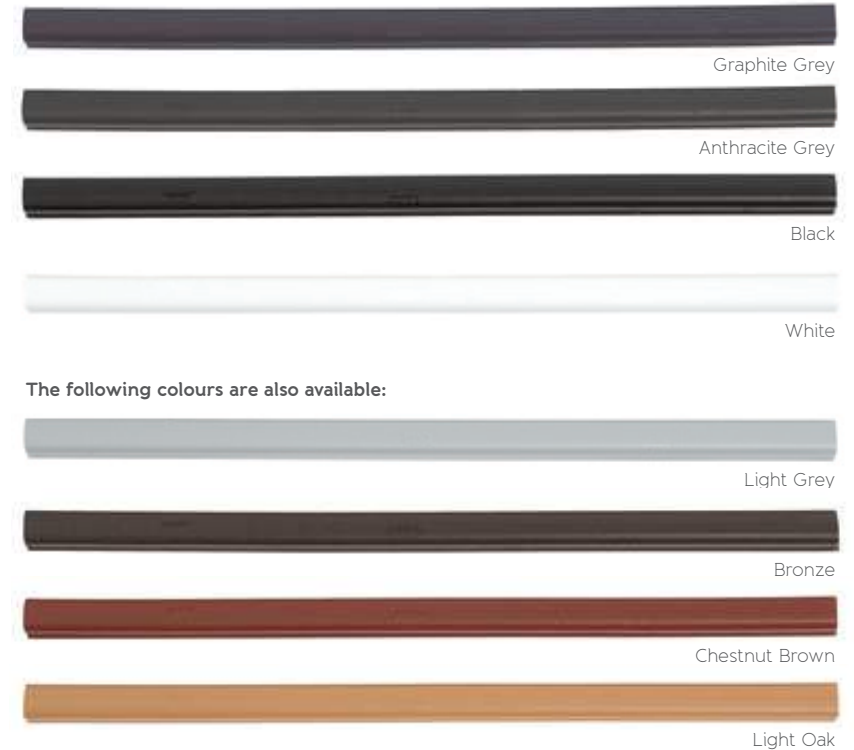 Graphite Grey
Anthracite Grey
Black
White
The following colours are also available:
Light Grey
Bronze
Chestnut Brown
Light Oak